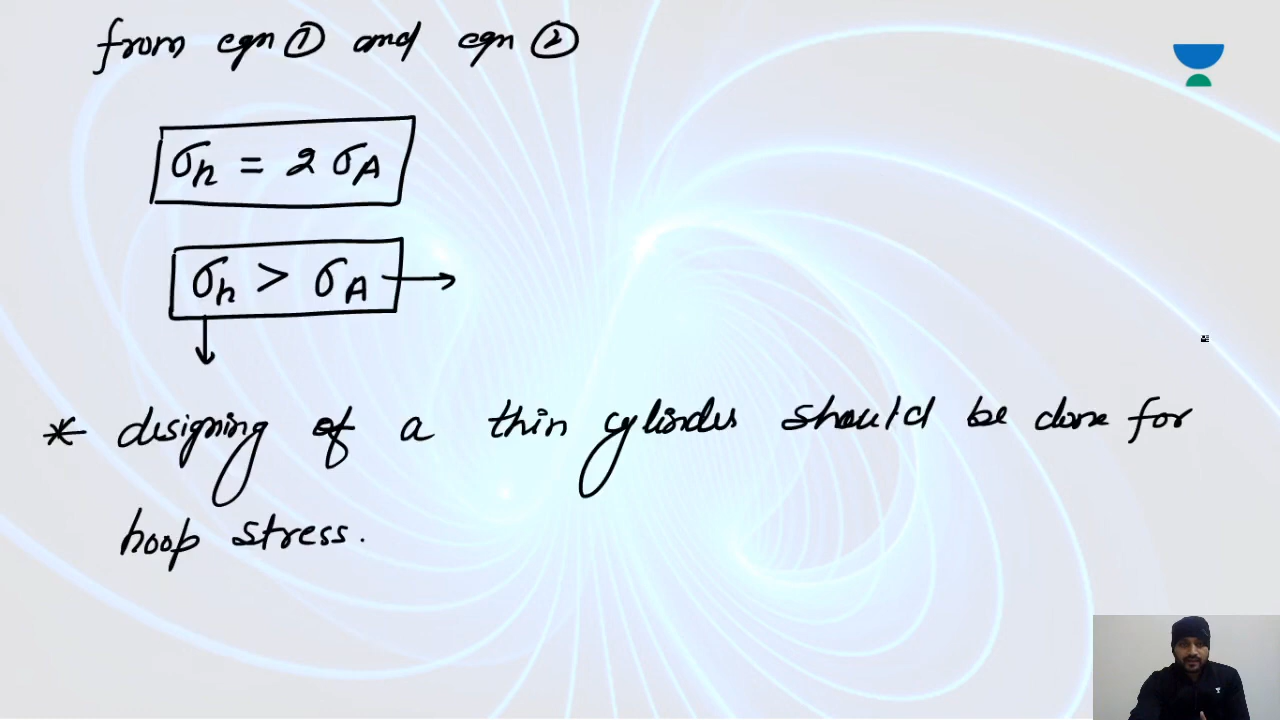 from eqn ① and eqn ②
σh = 2 σA
σh > σA →
* designing of a thin cylinder should be done for
hoop stress.